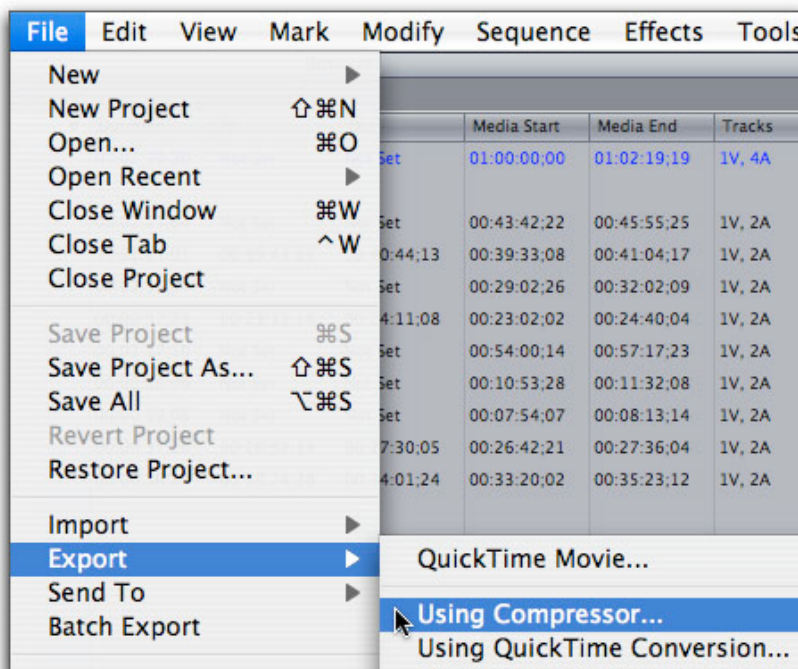 File Edit View Mark Modify Sequence Effects Tools
New
New Project ⇧⌘N
Open... ⌘O
Open Recent
Close Window ⌘W
Close Tab ^W
Close Project
Save Project ⌘S
Save Project As... ⇧⌘S
Save All ⌥⌘S
Revert Project
Restore Project...
Import
Export
Send To
Batch Export
Media Start Media End Tracks
Set 01:00:00;00 01:02:19;19 1V, 4A
Set 00:43:42;22 00:45:55;25 1V, 2A
0:44;13 00:39:33;08 00:41:04;17 1V, 2A
Set 00:29:02;26 00:32:02;09 1V, 2A
4:11;08 00:23:02;02 00:24:40;04 1V, 2A
Set 00:54:00;14 00:57:17;23 1V, 2A
Set 00:10:53;28 00:11:32;08 1V, 2A
Set 00:07:54;07 00:08:13;14 1V, 2A
7:30;05 00:26:42;21 00:27:36;04 1V, 2A
4:01;24 00:33:20;02 00:35:23;12 1V, 2A
QuickTime Movie...
Using Compressor...
Using QuickTime Conversion...